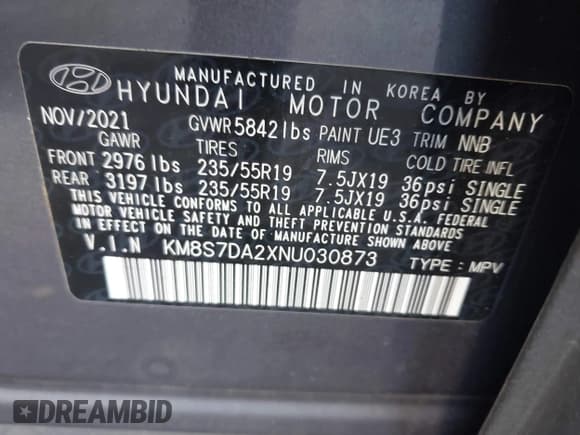 MANUFACTURED IN KOREA BY
HYUNDAI MOTOR COMPANY
NOV/2021 GVWR 5842 lbs PAINT UE3 TRIM NNB
GAWR TIRES RIMS COLD TIRE INFL
FRONT 2976 lbs 235/55R19 7.5JX19 36psi SINGLE
REAR 3197 lbs 235/55R19 7.5JX19 36psi SINGLE
THIS VEHICLE CONFORMS TO ALL APPLICABLE U.S.A. FEDERAL
MOTOR VEHICLE SAFETY, BUMPER, AND THEFT PREVENTION
STANDARDS IN EFFECT ON THE DATE OF MANUFACTURE SHOWN ABOVE.
V.I.N KM8S7DA2XNU030873 TYPE : MPV
DREAMBID